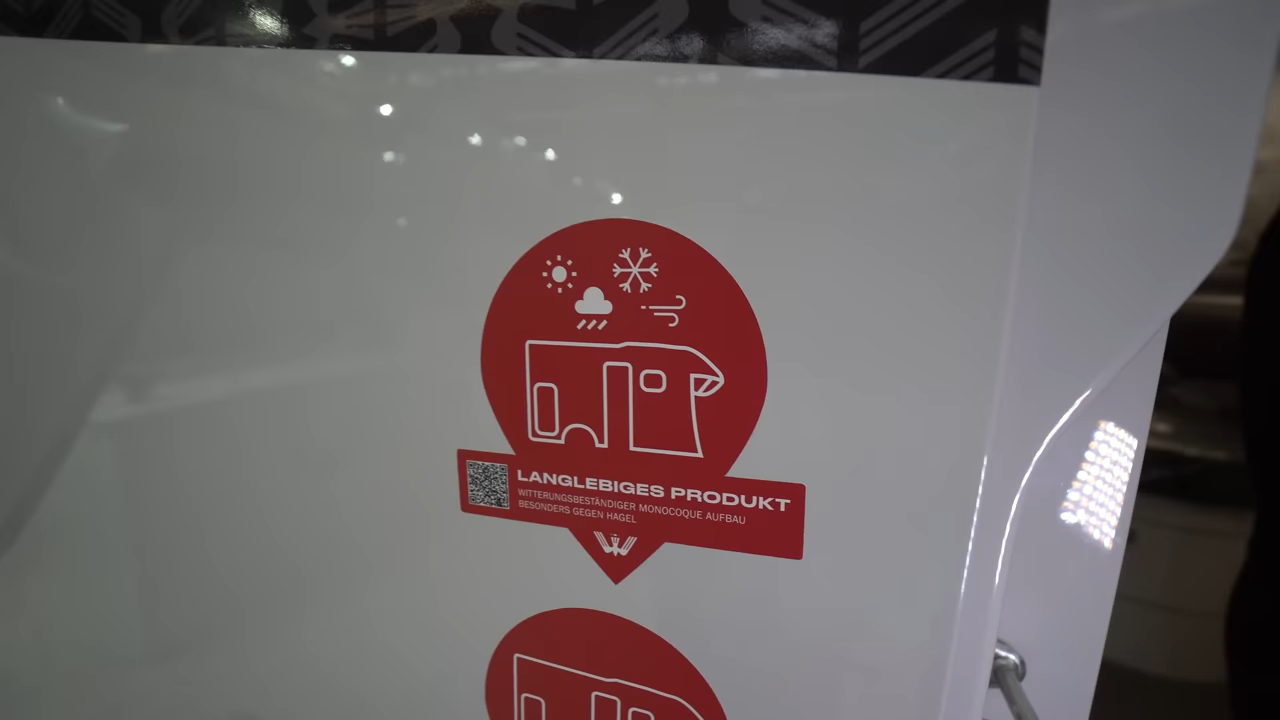 LANGLEBIGES PRODUKT
WITTERUNGSBESTÄNDIGER MONOCOQUE AUFBAU
BESONDERS GEGEN HAGEL